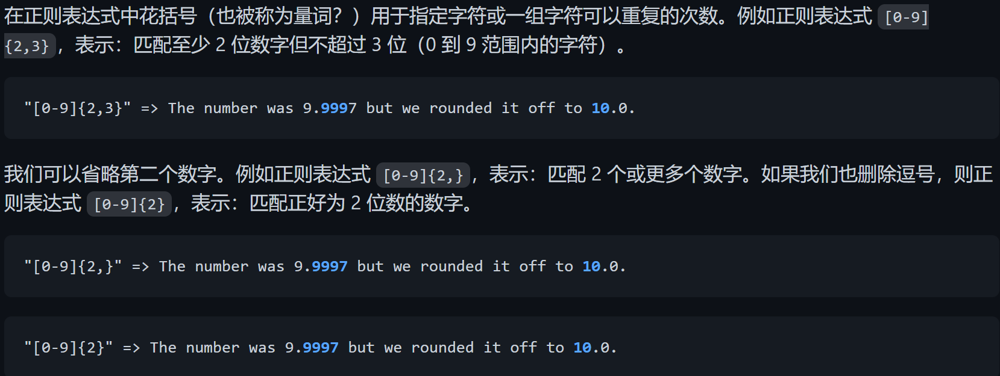 在正则表达式中花括号（也被称为量词？）用于指定字符或一组字符可以重复的次数。例如正则表达式 [0-9]
{2,3}，表示：匹配至少 2 位数字但不超过 3 位（0 到 9 范围内的字符）。
"[0-9]{2,3}" => The number was 9.9997 but we rounded it off to 10.0.
我们可以省略第二个数字。例如正则表达式 [0-9]{2,}，表示：匹配 2 个或更多个数字。如果我们也删除逗号，则正
则表达式 [0-9]{2}，表示：匹配正好为 2 位数的数字。
"[0-9]{2,}" => The number was 9.9997 but we rounded it off to 10.0.
"[0-9]{2}" => The number was 9.9997 but we rounded it off to 10.0.